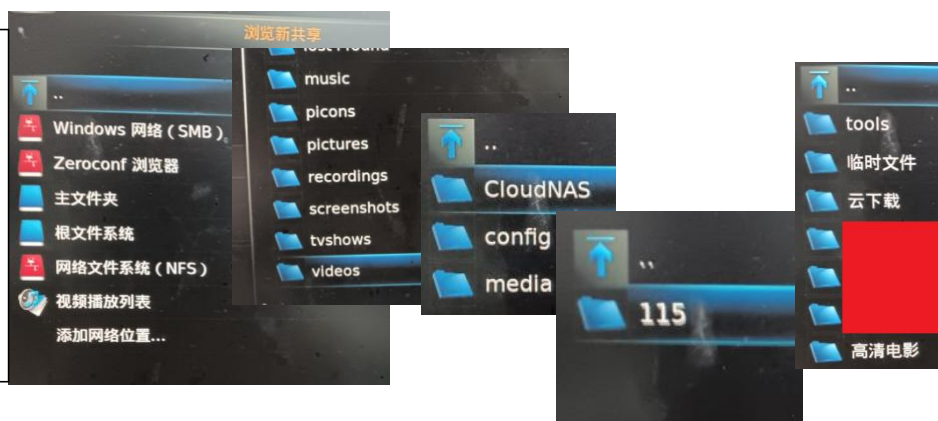 浏览新共享
..
Windows 网络 ( SMB )
Zeroconf 浏览器
主文件夹
根文件系统
网络文件系统 ( NFS )
视频播放列表
添加网络位置...
music
picons
pictures
recordings
screenshots
tvshows
videos
..
CloudNAS
config
media
..
115
..
tools
临时文件
云下载
高清电影